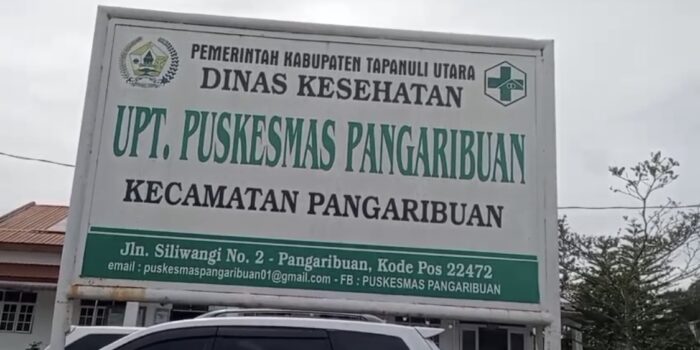 PEMERINTAH KABUPATEN TAPANULI UTARA
DINAS KESEHATAN
UPT. PUSKESMAS PANGARIBUAN
KECAMATAN PANGARIBUAN
Jln. Siliwangi No. 2 - Pangaribuan, Kode Pos 22472
email : puskesmaspangaribuan01@gmail.com - FB : PUSKESMAS PANGARIBUAN